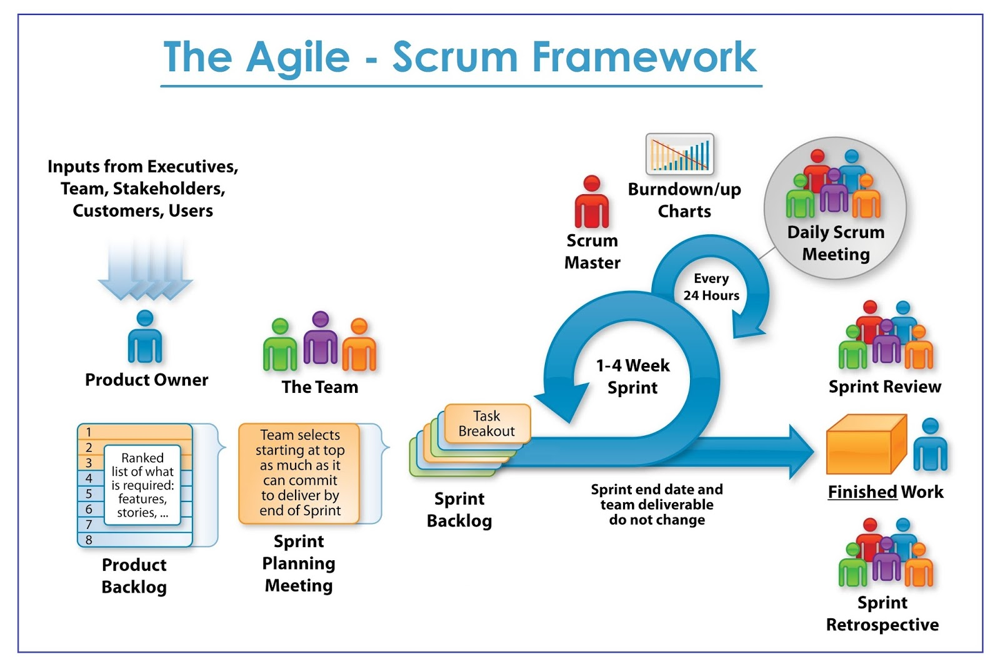 The Agile - Scrum Framework
Inputs from Executives,
Team, Stakeholders,
Customers, Users
Product Owner
The Team
1
2
3
4
5
6
7
8
Ranked
list of what
is required:
features,
stories, ...
Product
Backlog
Team selects
starting at top
as much as it
can commit
to deliver by
end of Sprint
Sprint
Planning
Meeting
Task
Breakout
Sprint
Backlog
Scrum
Master
Burndown/up
Charts
Every
24 Hours
Daily Scrum
Meeting
1-4 Week
Sprint
Sprint end date and
team deliverable
do not change
Sprint Review
Finished Work
Sprint
Retrospective